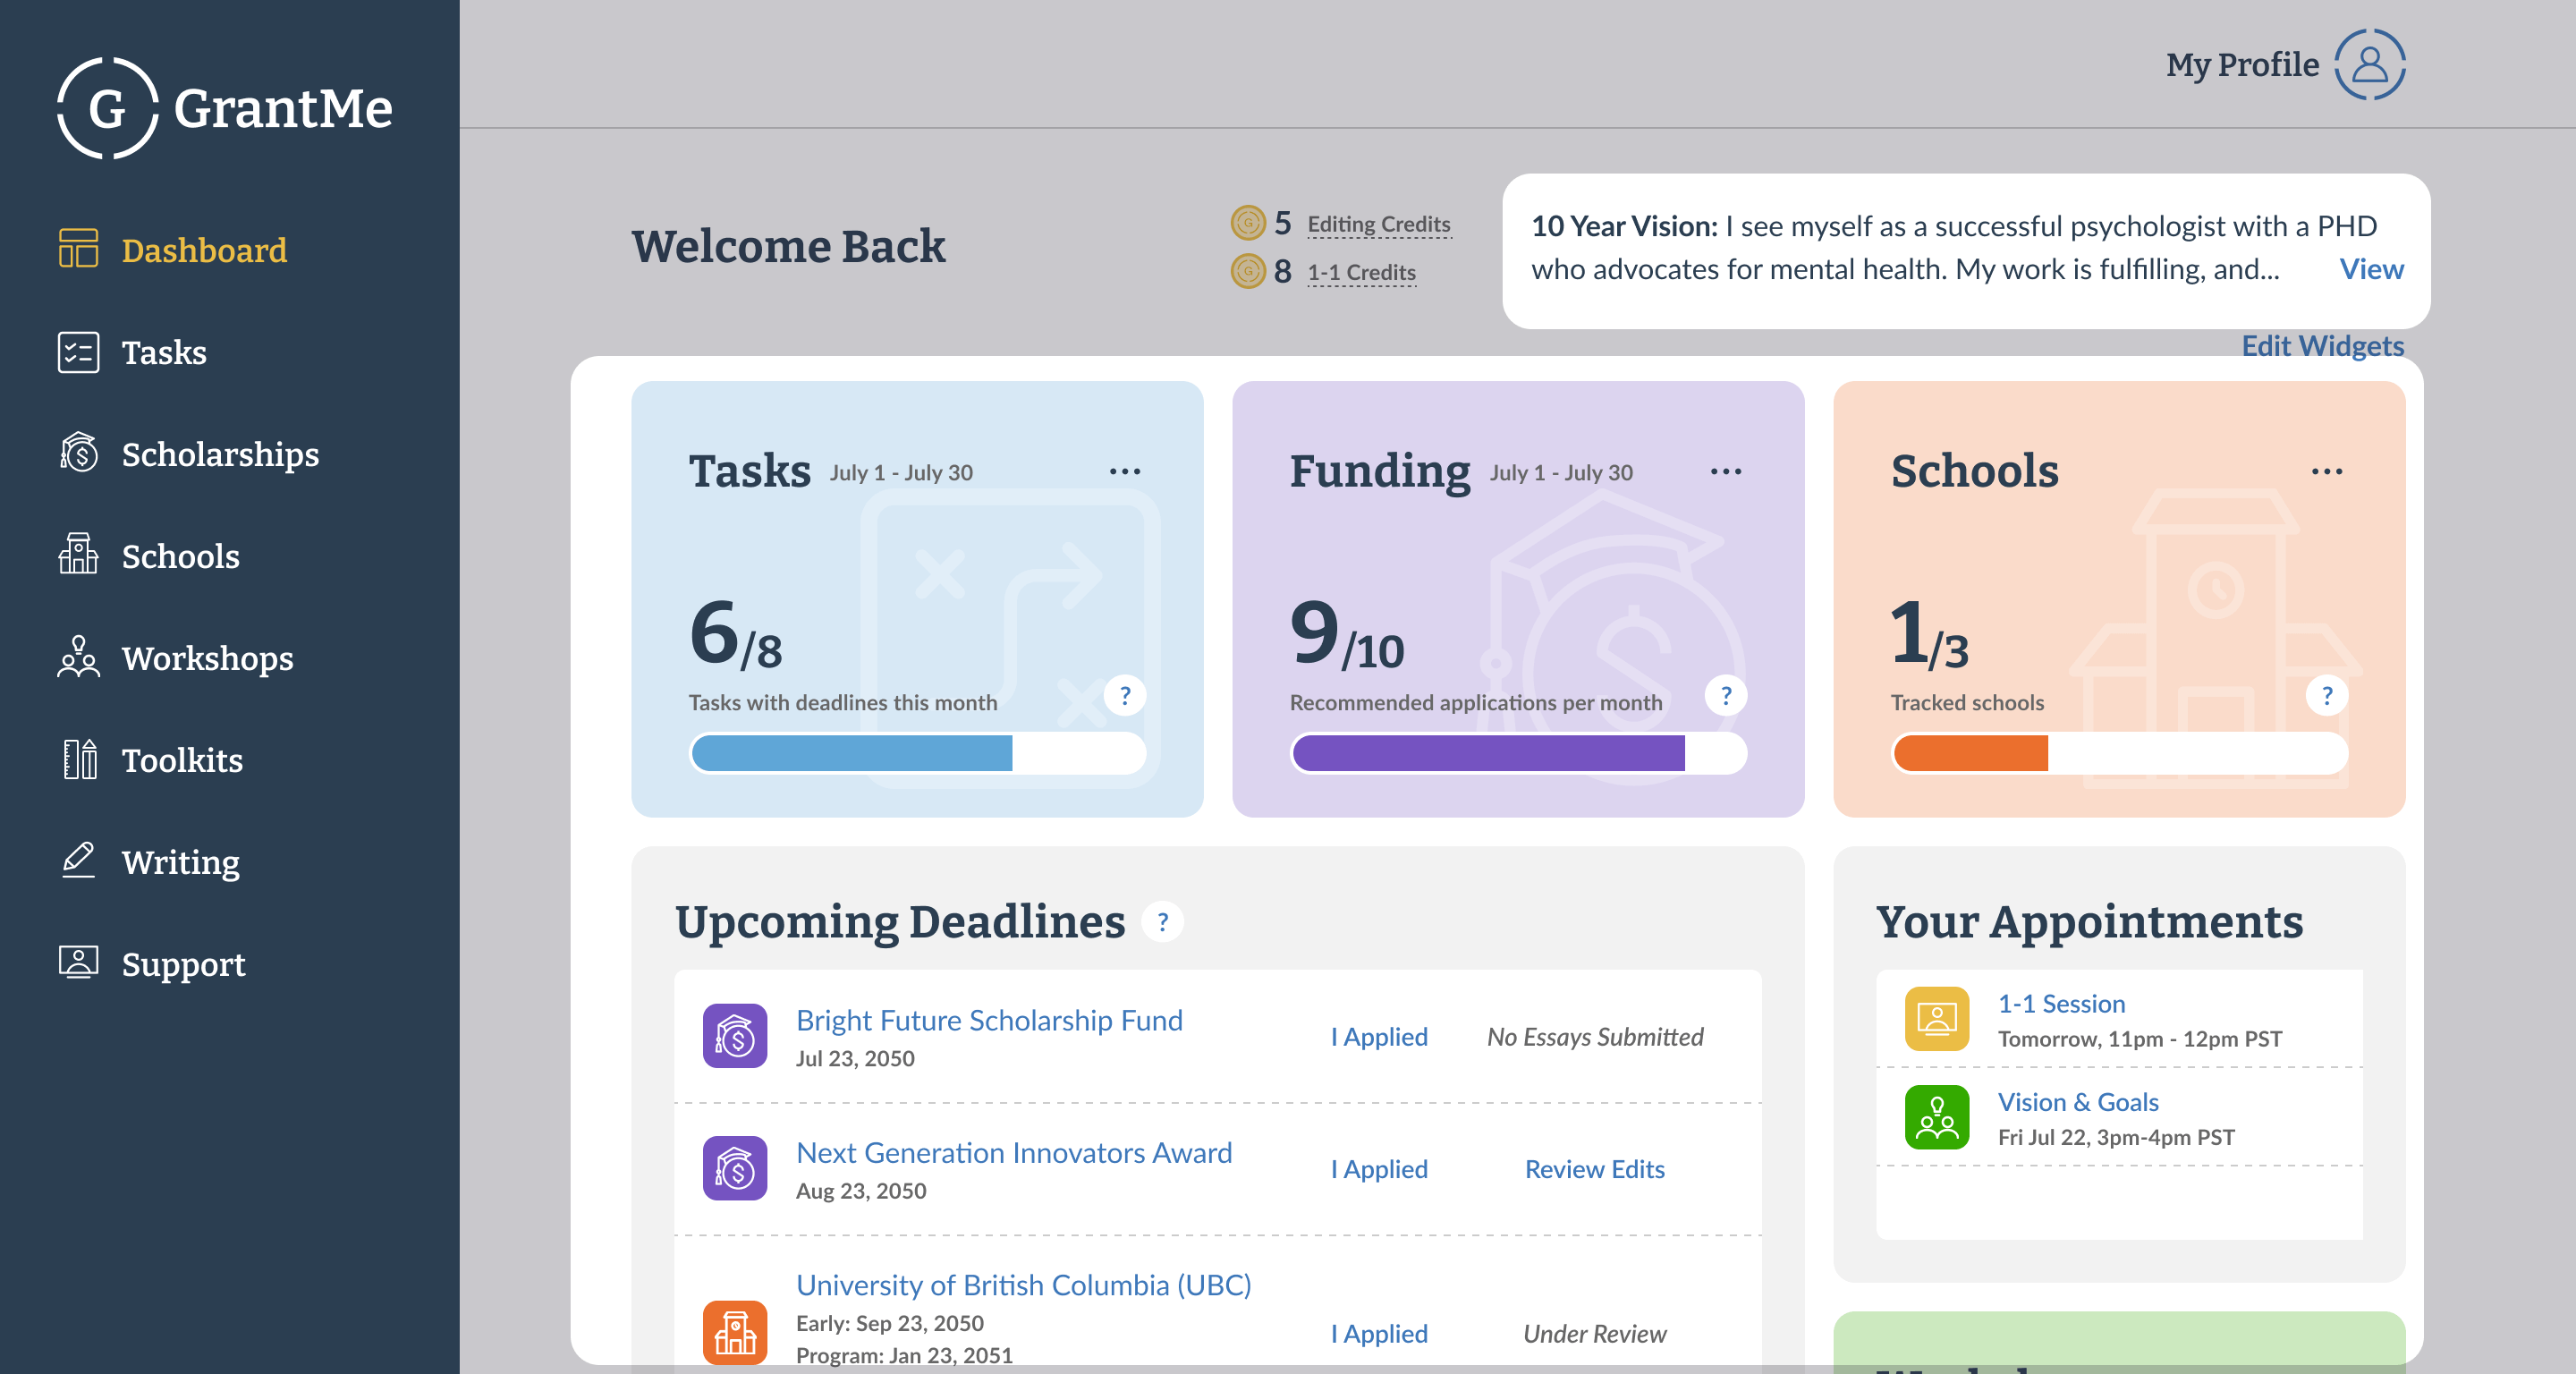 G GrantMe
Dashboard
Tasks
Scholarships
Schools
Workshops
Toolkits
Writing
Support
My Profile
Welcome Back
5 Editing Credits
8 1-1 Credits
10 Year Vision: I see myself as a successful psychologist with a PHD
who advocates for mental health. My work is fulfilling, and... View
Edit Widgets
Tasks July 1 - July 30 ...
6/8
Tasks with deadlines this month ?
Funding July 1 - July 30 ...
9/10
Recommended applications per month ?
Schools ...
1/3
Tracked schools ?
Upcoming Deadlines ?
Bright Future Scholarship Fund
Jul 23, 2050
I Applied
No Essays Submitted
Next Generation Innovators Award
Aug 23, 2050
I Applied
Review Edits
University of British Columbia (UBC)
Early: Sep 23, 2050
Program: Jan 23, 2051
I Applied
Under Review
Your Appointments
1-1 Session
Tomorrow, 11pm - 12pm PST
Vision & Goals
Fri Jul 22, 3pm-4pm PST